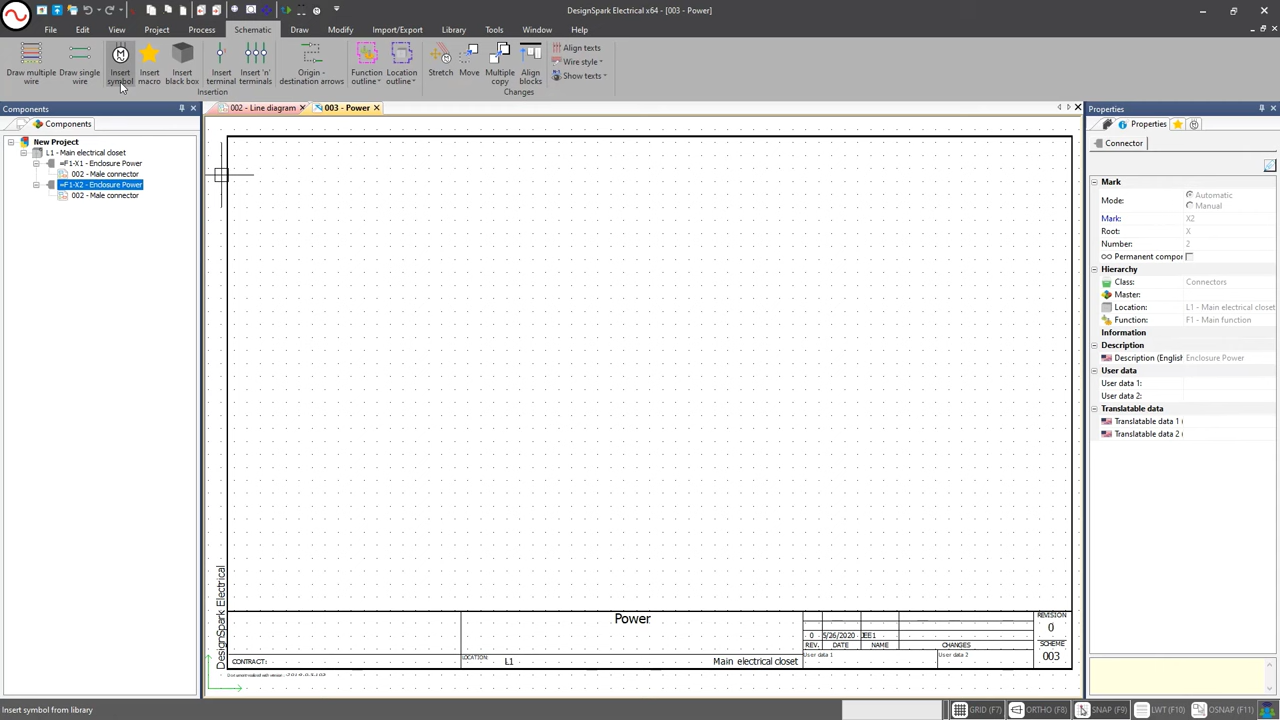 DesignSpark Electrical x64 - [003 - Power]
File Edit View Project Process Schematic Draw Modify Import/Export Library Tools Window Help
Draw multiple wire
Draw single wire
Insert symbol
Insert macro
Insert black box
Insert terminal
Insert 'n' terminals
Origin - destination arrows
Function outline
Location outline
Stretch
Move
Multiple copy
Align blocks
Align texts
Wire style
Show texts
Insertion
Changes
Components
002 - Line diagram
003 - Power
Properties
Components
Properties
New Project
Connector
L1 - Main electrical closet
=F1-X1 - Enclosure Power
002 - Male connector
=F1-X2 - Enclosure Power
002 - Male connector
Mark
Mode: Automatic
Manual
Mark: X2
Root: X
Number: 2
Permanent compo
Hierarchy
Class: Connectors
Master:
Location: L1 - Main electrical closet
Function: F1 - Main function
Information
Description
Description (English Enclosure Power
User data
User data 1:
User data 2:
Translatable data
Translatable data 1 (
Translatable data 2 (
DesignSpark Electrical
Power
0 5/26/2020 JEE1
REV. DATE NAME CHANGES
REVISION
0
SCHEME
003
CONTRACT:
LOCATION: L1 Main electrical closet
User data 1
User data 2
Insert symbol from library
GRID (F7) ORTHO (F8) SNAP (F9) LWT (F10) OSNAP (F11)